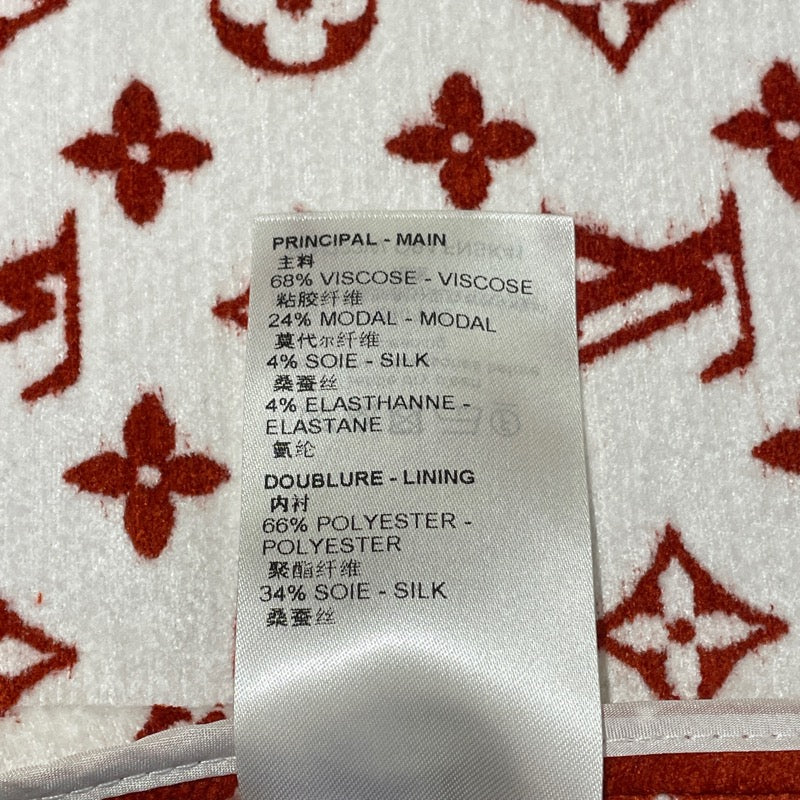 PRINCIPAL - MAIN
主料
68% VISCOSE - VISCOSE
粘胶纤维
24% MODAL - MODAL
莫代尔纤维
4% SOIE - SILK
桑蚕丝
4% ELASTHANNE -
ELASTANE
氨纶
DOUBLURE - LINING
内衬
66% POLYESTER -
POLYESTER
聚酯纤维
34% SOIE - SILK
桑蚕丝